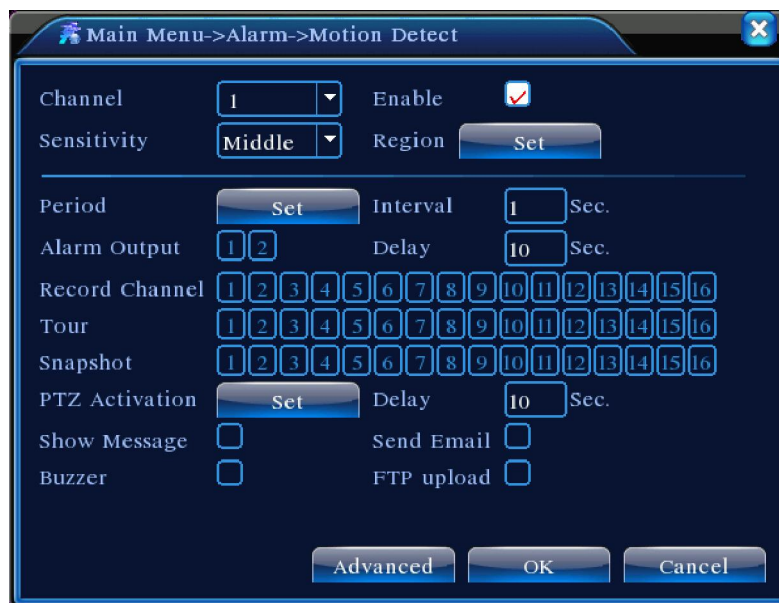 Main Menu->Alarm->Motion Detect
Channel 1 Enable
Sensitivity Middle Region Set
Period Set Interval 1 Sec.
Alarm Output 1 2 Delay 10 Sec.
Record Channel 1 2 3 4 5 6 7 8 9 10 11 12 13 14 15 16
Tour 1 2 3 4 5 6 7 8 9 10 11 12 13 14 15 16
Snapshot 1 2 3 4 5 6 7 8 9 10 11 12 13 14 15 16
PTZ Activation Set Delay 10 Sec.
Show Message Send Email
Buzzer FTP upload
Advanced OK Cancel